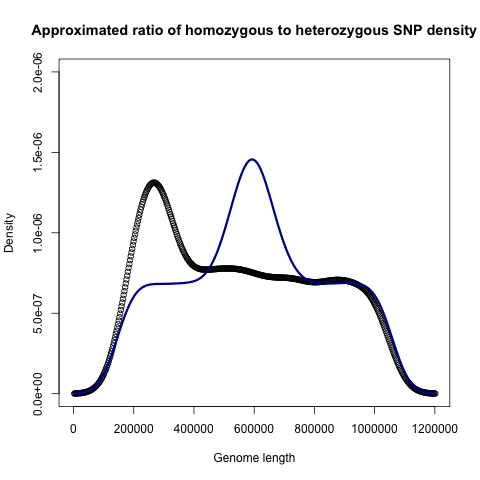 Approximated ratio of homozygous to heterozygous SNP density
2.0e-06
1.5e-06
1.0e-06
5.0e-07
0.0e+00
Density
0 200000 400000 600000 800000 1000000 1200000
Genome length